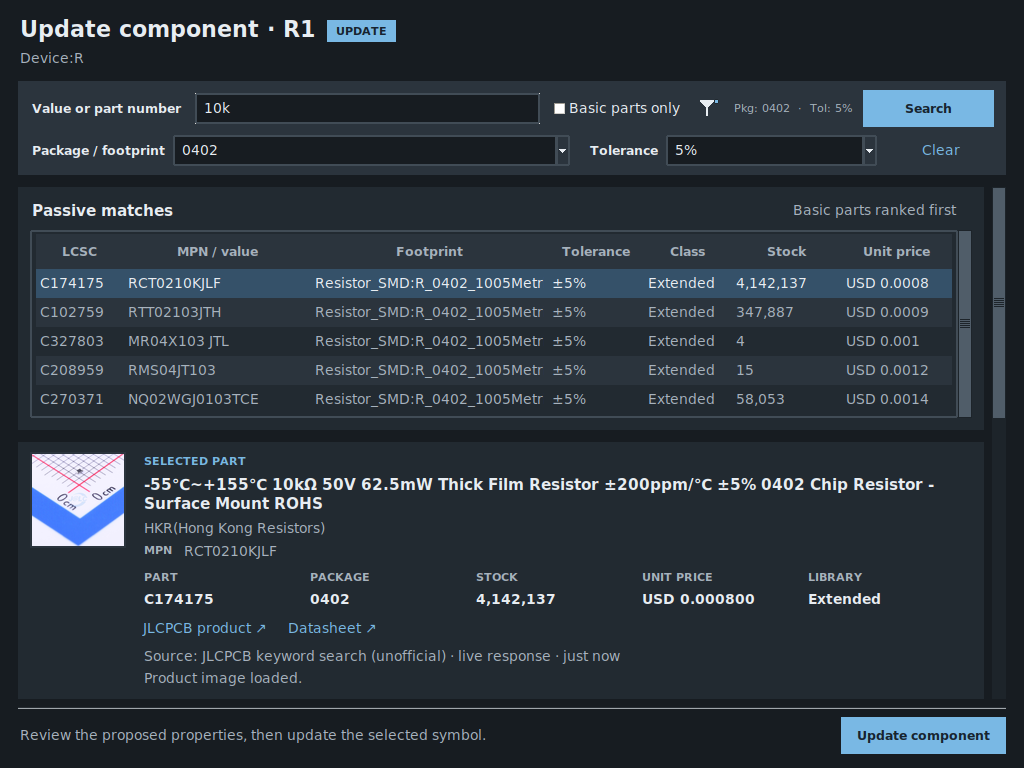 Update component · R1 UPDATE
Device:R
Value or part number 10k Basic parts only Pkg: 0402 · Tol: 5% Search
Package / footprint 0402 Tolerance 5% Clear
Passive matches Basic parts ranked first
LCSC MPN / value Footprint Tolerance Class Stock Unit price
C174175 RCT0210KJLF Resistor_SMD:R_0402_1005Metr ±5% Extended 4,142,137 USD 0.0008
C102759 RTT02103JTH Resistor_SMD:R_0402_1005Metr ±5% Extended 347,887 USD 0.0009
C327803 MR04X103 JTL Resistor_SMD:R_0402_1005Metr ±5% Extended 4 USD 0.001
C208959 RMS04JT103 Resistor_SMD:R_0402_1005Metr ±5% Extended 15 USD 0.0012
C270371 NQ02WGJ0103TCE Resistor_SMD:R_0402_1005Metr ±5% Extended 58,053 USD 0.0014
SELECTED PART
-55℃~+155℃ 10kΩ 50V 62.5mW Thick Film Resistor ±200ppm/℃ ±5% 0402 Chip Resistor -
Surface Mount ROHS
HKR(Hong Kong Resistors)
MPN RCT0210KJLF
0cm 0cm
PART PACKAGE STOCK UNIT PRICE LIBRARY
C174175 0402 4,142,137 USD 0.000800 Extended
JLCPCB product ↗ Datasheet ↗
Source: JLCPCB keyword search (unofficial) · live response · just now
Product image loaded.
Review the proposed properties, then update the selected symbol. Update component